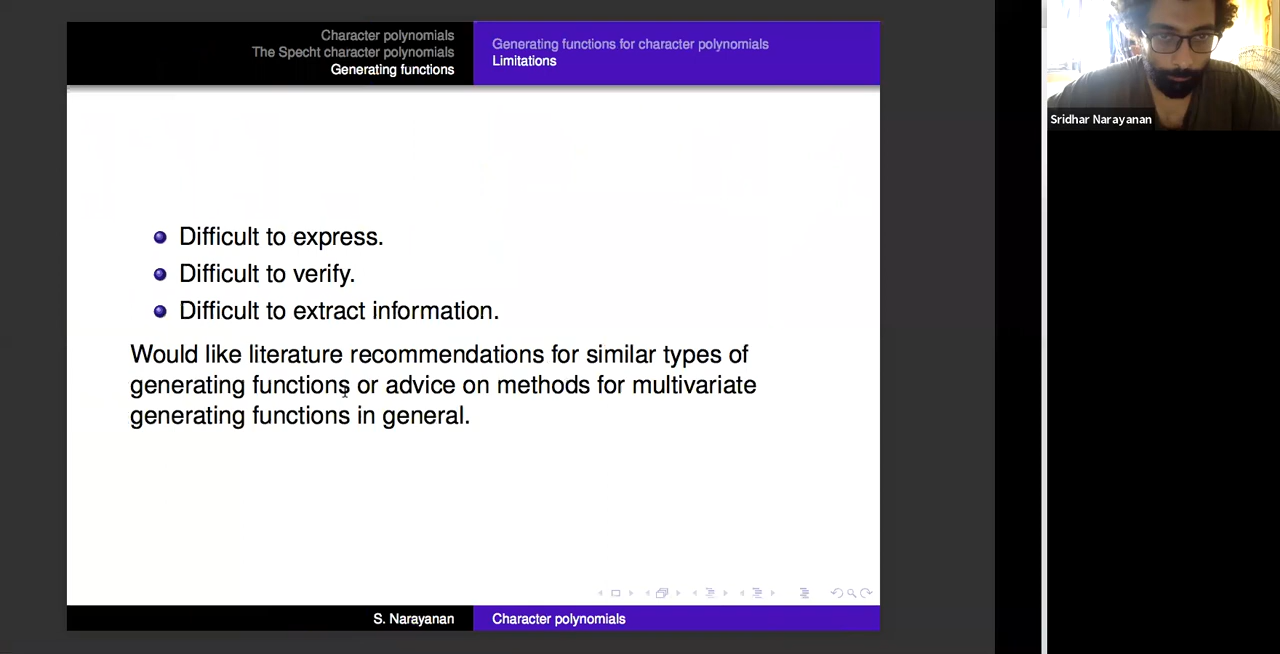 Character polynomials
The Specht character polynomials
Generating functions
Generating functions for character polynomials
Limitations
Sridhar Narayanan
Difficult to express.
Difficult to verify.
Difficult to extract information.
Would like literature recommendations for similar types of
generating functions or advice on methods for multivariate
generating functions in general.
S. Narayanan
Character polynomials